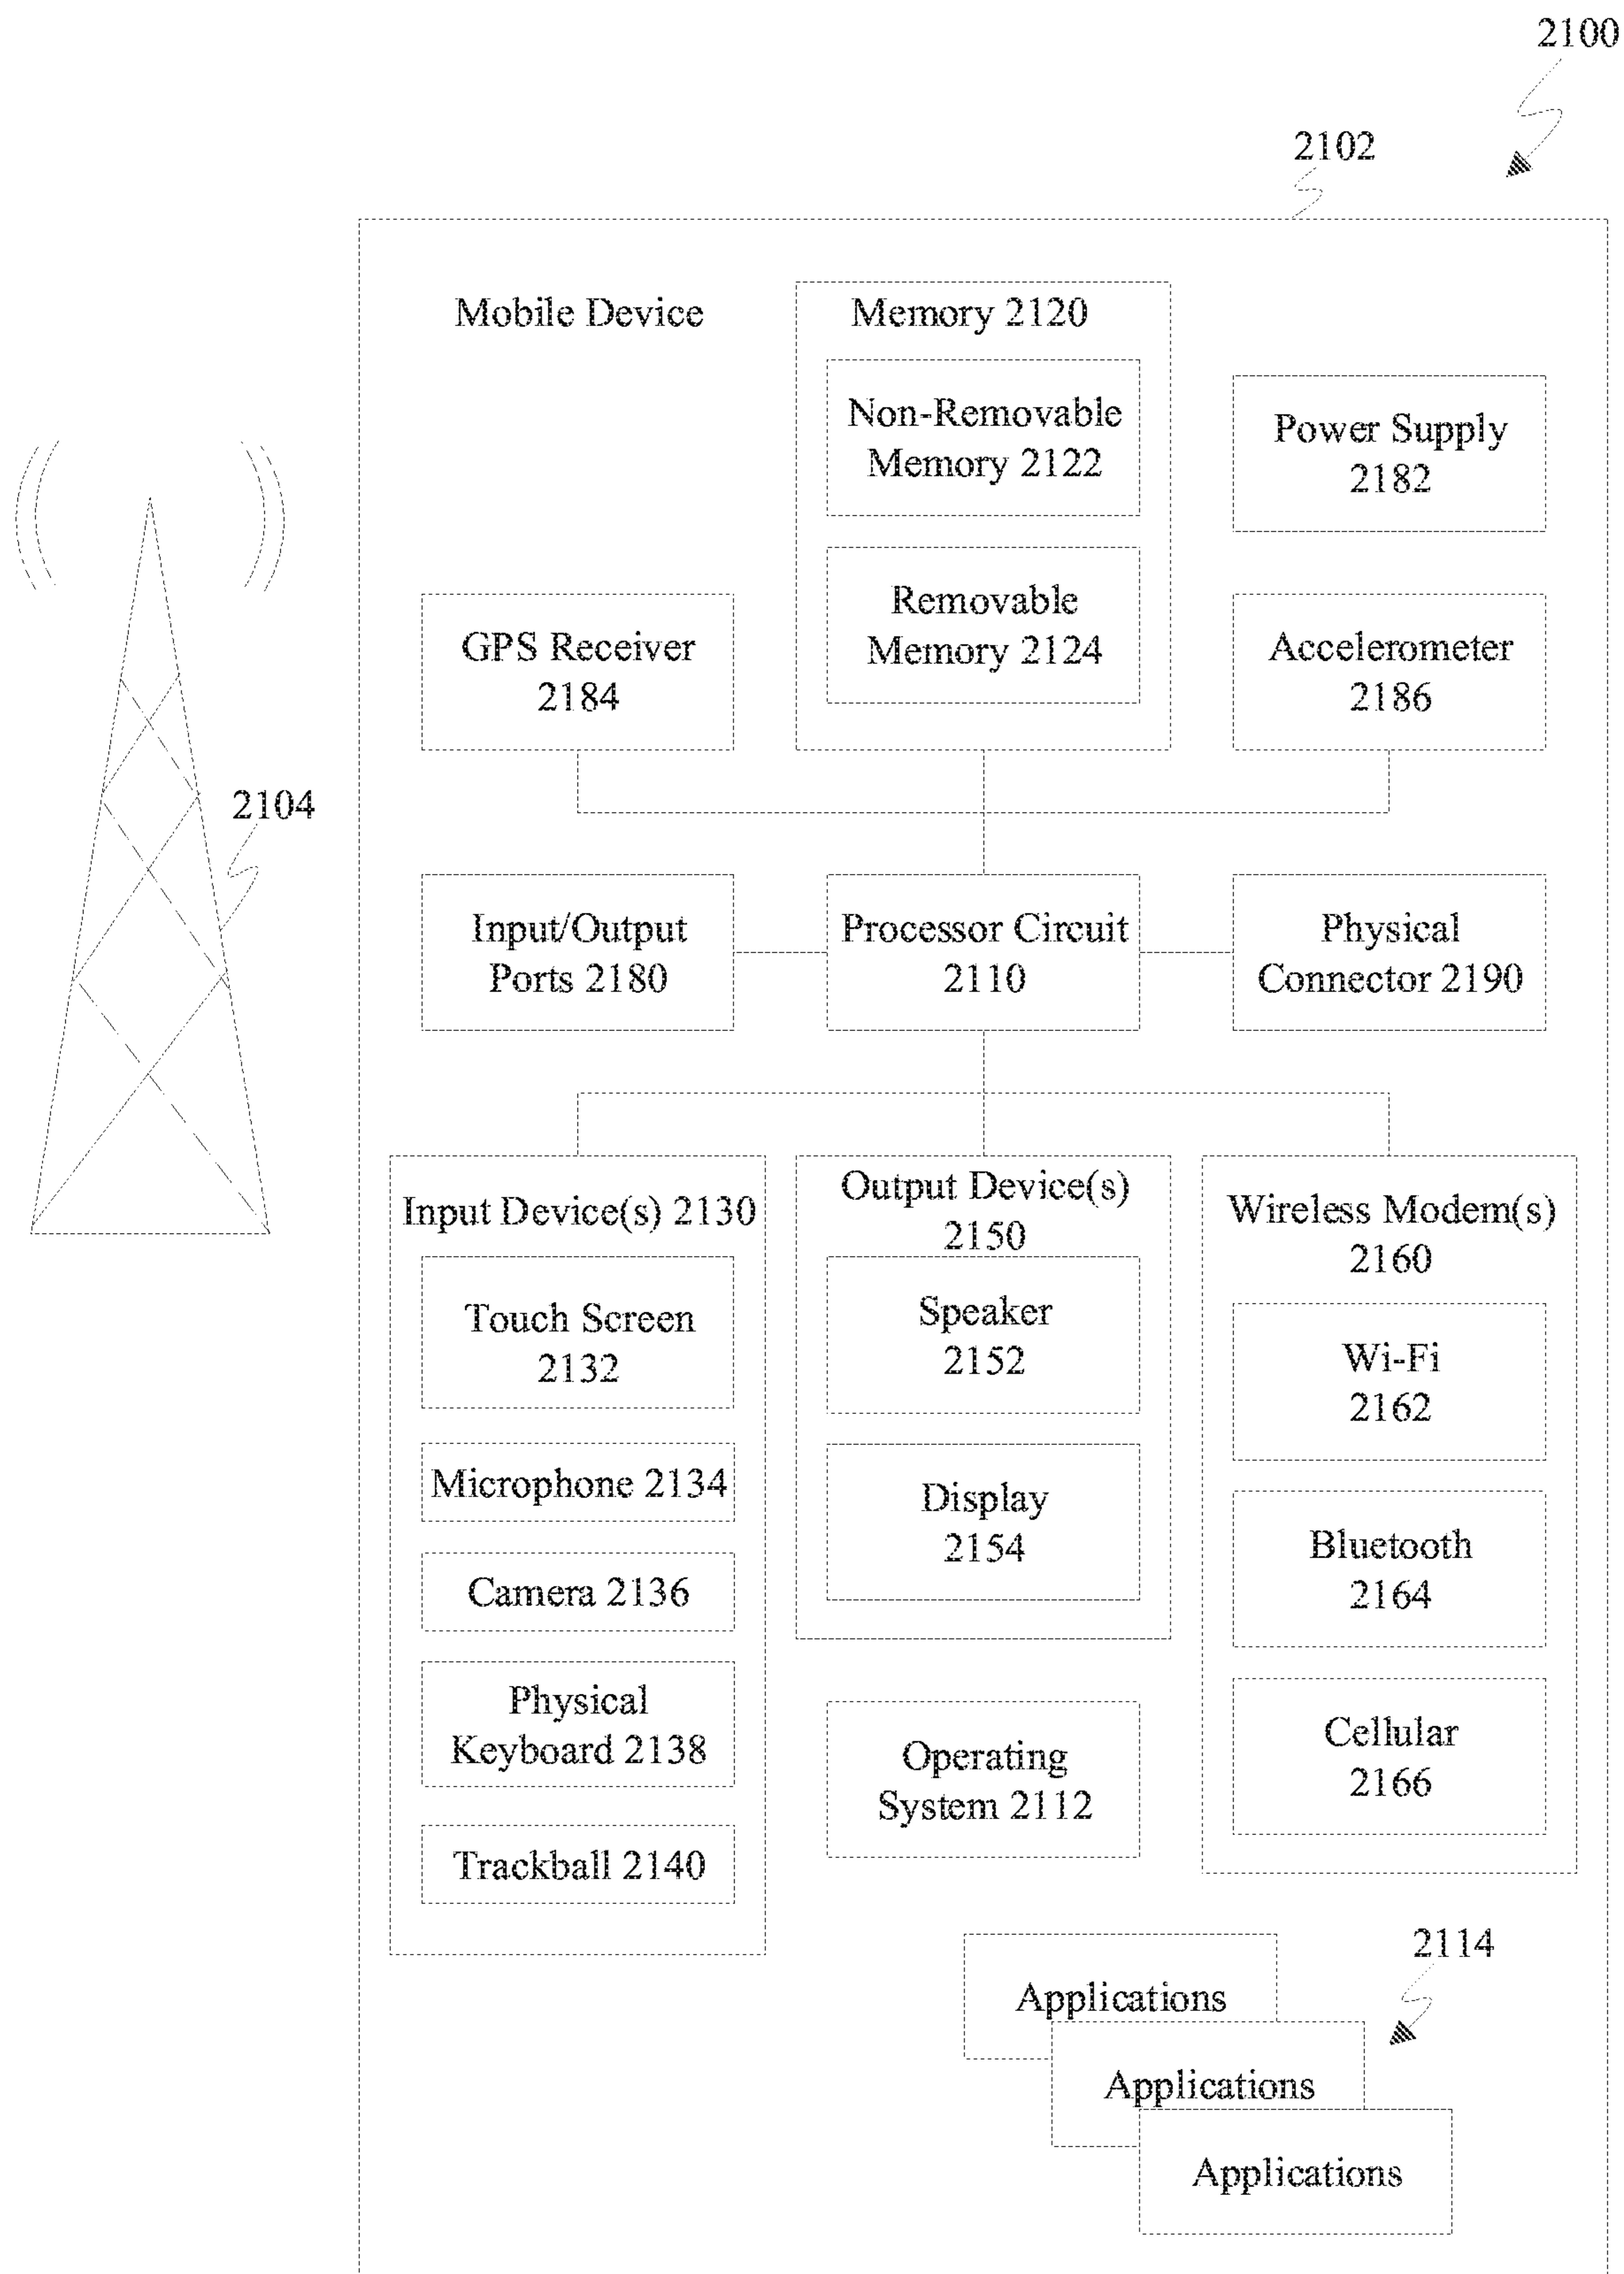 2100
2102
Mobile Device
Memory 2120
Non-Removable
Memory 2122
Power Supply
2182
Removable
Memory 2124
GPS Receiver
2184
Accelerometer
2186
2104
Input/Output
Ports 2180
Processor Circuit
2110
Physical
Connector 2190
Input Device(s) 2130
Touch Screen
2132
Microphone 2134
Camera 2136
Physical
Keyboard 2138
Trackball 2140
Output Device(s)
2150
Speaker
2152
Display
2154
Operating
System 2112
Wireless Modem(s)
2160
Wi-Fi
2162
Bluetooth
2164
Cellular
2166
2114
Applications
Applications
Applications